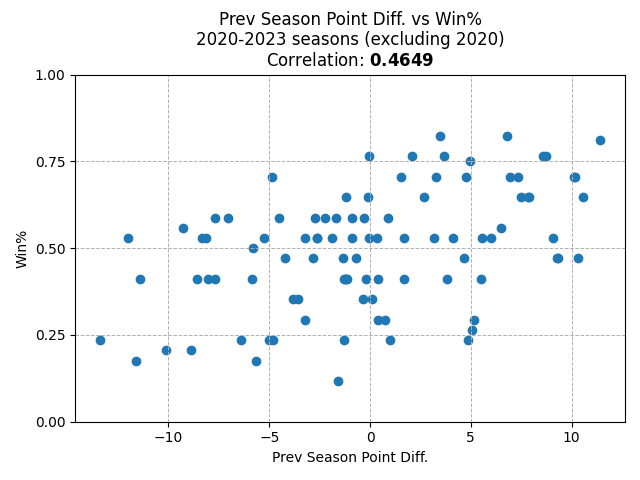 Prev Season Point Diff. vs Win%
2020-2023 seasons (excluding 2020)
Correlation: 0.4649
1.00
0.75
0.50
0.25
0.00
Win%
−10
−5
0
5
10
Prev Season Point Diff.